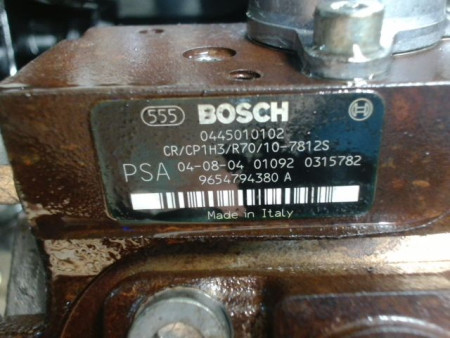 555 BOSCH
0445010102
CR/CP1H3/R70/10-7812S
PSA 04-08-04 01092 0315782
9654794380 A
Made in Italy